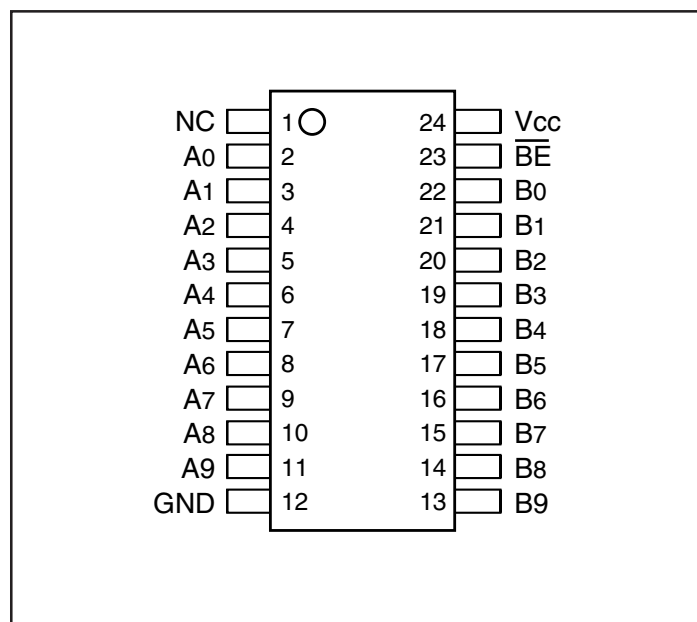 NC 1 24 Vcc
A0 2 23 B̅E̅
A1 3 22 B0
A2 4 21 B1
A3 5 20 B2
A4 6 19 B3
A5 7 18 B4
A6 8 17 B5
A7 9 16 B6
A8 10 15 B7
A9 11 14 B8
GND 12 13 B9